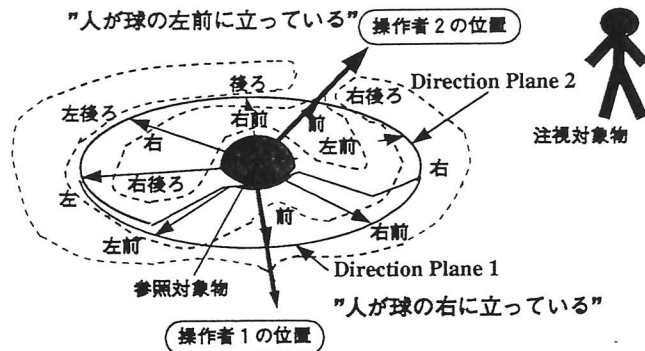 ”人が球の左前に立っている”
操作者2の位置
後ろ
右後ろ
Direction Plane 2
左後ろ
右前
前
注視対象物
右
左前
右
右後ろ
左
前
左前
右前
参照対象物
Direction Plane 1
”人が球の右に立っている”
操作者1の位置